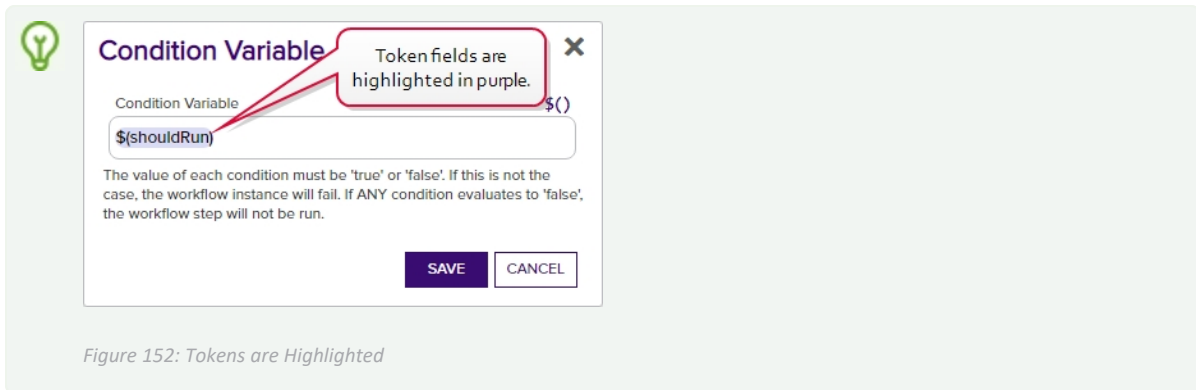 Condition Variable
Token fields are
highlighted in purple.
Condition Variable
$()
$(shouldRun)
The value of each condition must be 'true' or 'false'. If this is not the
case, the workflow instance will fail. If ANY condition evaluates to 'false',
the workflow step will not be run.
SAVE
CANCEL
Figure 152: Tokens are Highlighted